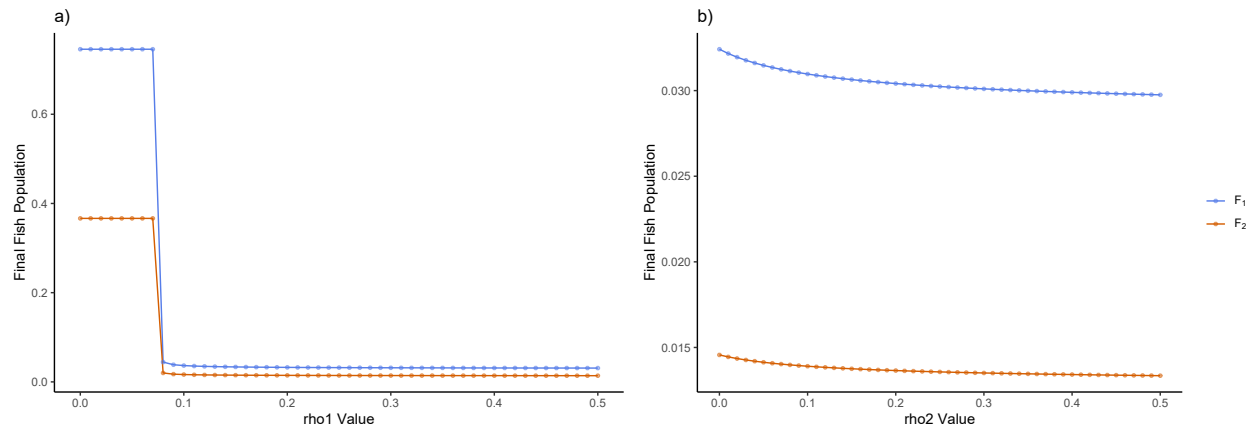 a)
Final Fish Population
0.6
0.4
0.2
0.0
0.0 0.1 0.2 0.3 0.4 0.5
rho1 Value
b)
Final Fish Population
0.030
0.025
0.020
0.015
0.0 0.1 0.2 0.3 0.4 0.5
rho2 Value
F₁
F₂